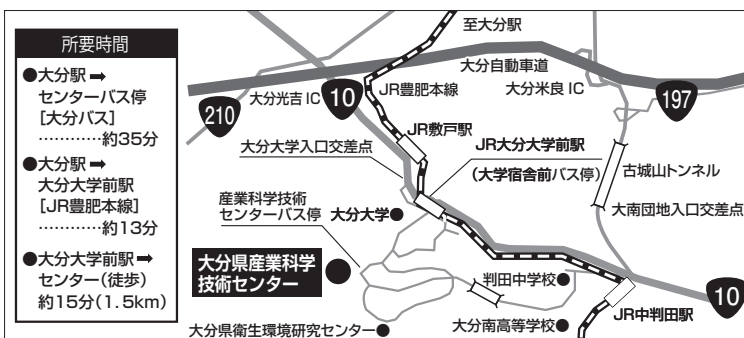 所要時間
●大分駅➡
センターバス停
[大分バス]
…………約35分
●大分駅➡
大分大学前駅
[JR豊肥本線]
…………約13分
●大分大学前駅➡
センター(徒歩)
約15分(1.5km)
至大分駅
大分自動車道
大分光吉IC
10
JR豊肥本線
大分米良IC
210
197
JR敷戸駅
大分大学入口交差点
JR大分大学前駅
(大学宿舎前バス停)
古城山トンネル
産業科学技術
センターバス停
大分大学●
大南団地入口交差点
大分県産業科学
技術センター
判田中学校●
10
JR中判田駅
大分県衛生環境研究センター●
大分南高等学校●